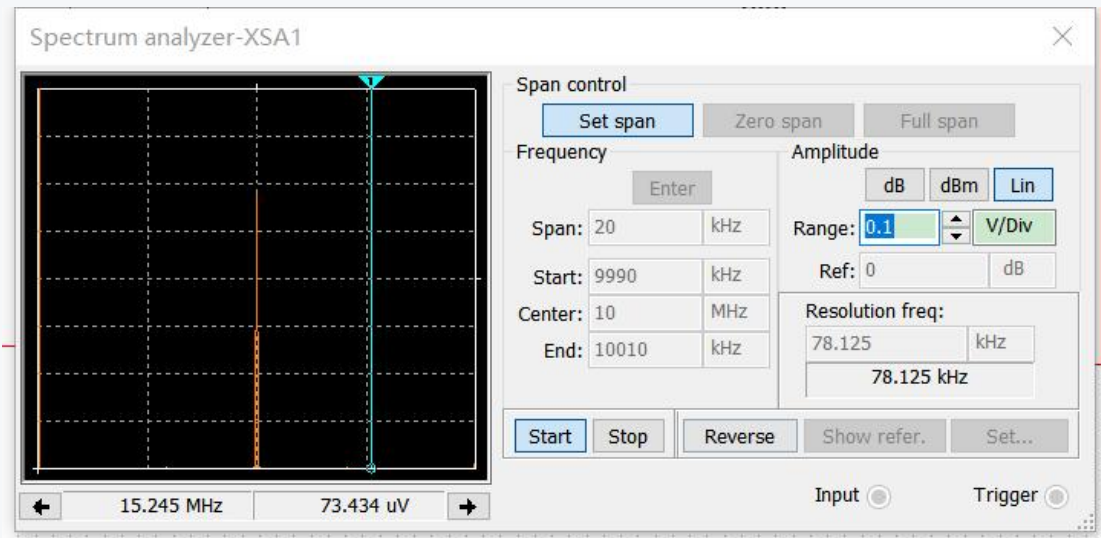 Spectrum analyzer-XSA1
1
Span control
Set span Zero span Full span
Frequency
Enter
Span: 20 kHz
Start: 9990 kHz
Center: 10 MHz
End: 10010 kHz
Amplitude
dB dBm Lin
Range: 0.1 V/Div
Ref: 0 dB
Resolution freq:
78.125 kHz
78.125 kHz
Start Stop Reverse Show refer. Set...
15.245 MHz 73.434 uV
Input Trigger